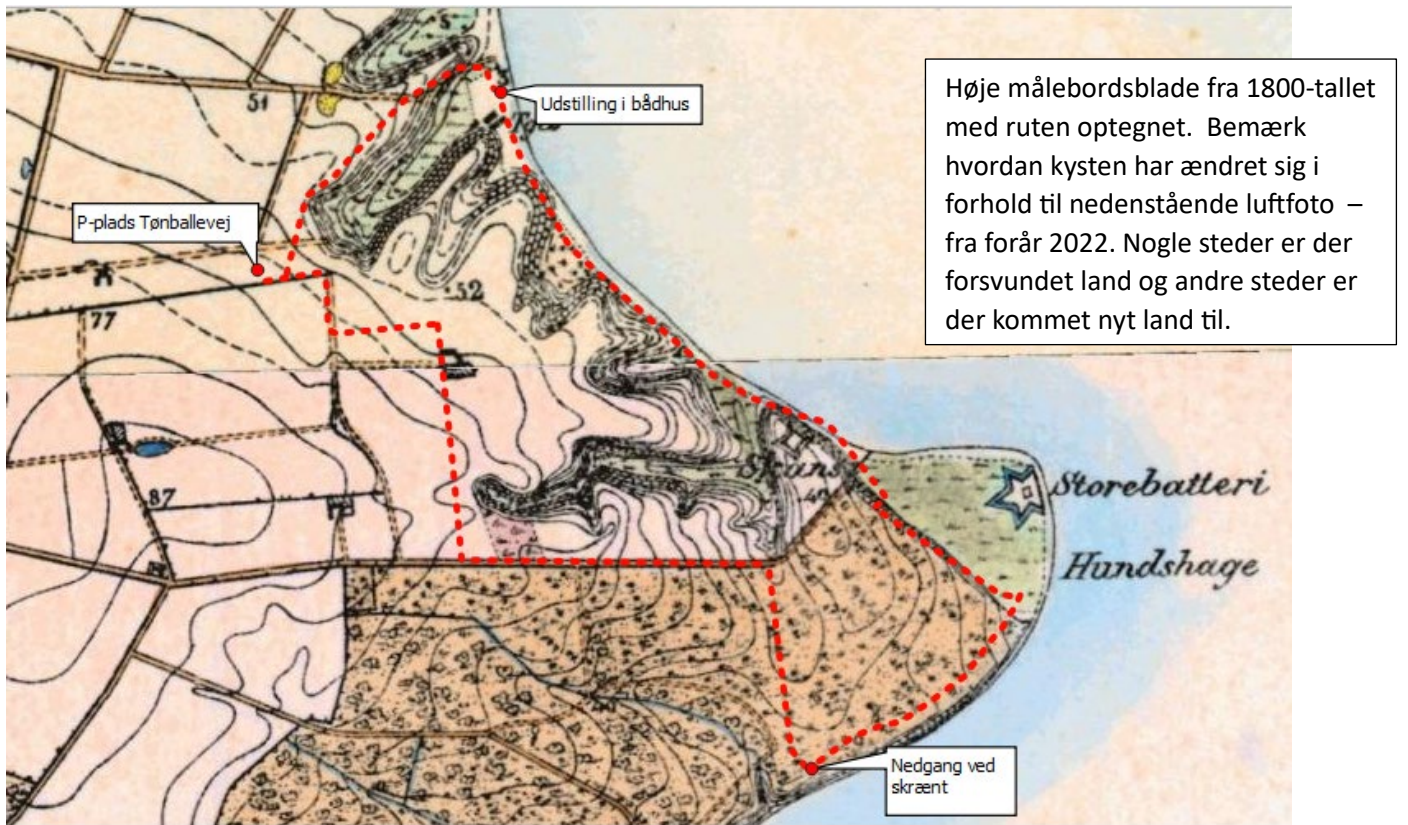 51
Udstilling i bådhus
Høje målebordsblade fra 1800-tallet
med ruten optegnet.  Bemærk
hvordan kysten har ændret sig i
forhold til nedenstående luftfoto –
fra forår 2022. Nogle steder er der
forsvundet land og andre steder er
der kommet nyt land til.
P-plads Tønballevej
52
77
87
Storebatteri
Hundshage
Nedgang ved
skrænt